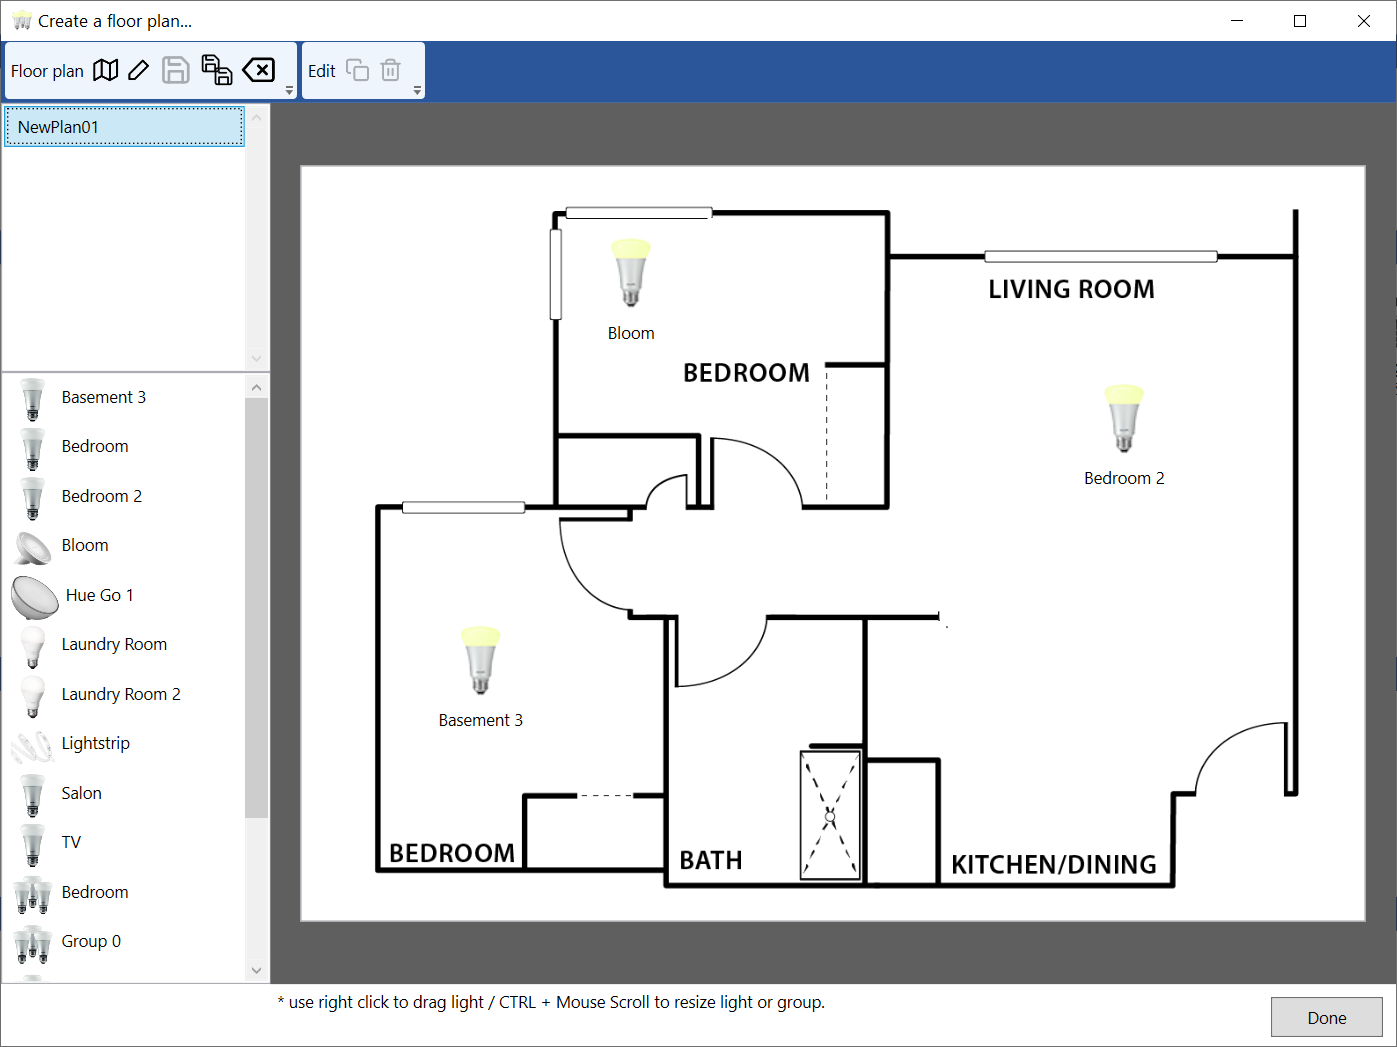 Create a floor plan...
Floor plan
Edit
NewPlan01
Basement 3
Bedroom
Bedroom 2
Bloom
Hue Go 1
Laundry Room
Laundry Room 2
Lightstrip
Salon
TV
Bedroom
Group 0
LIVING ROOM
Bloom
BEDROOM
Bedroom 2
Basement 3
BEDROOM
BATH
KITCHEN/DINING
* use right click to drag light / CTRL + Mouse Scroll to resize light or group.
Done